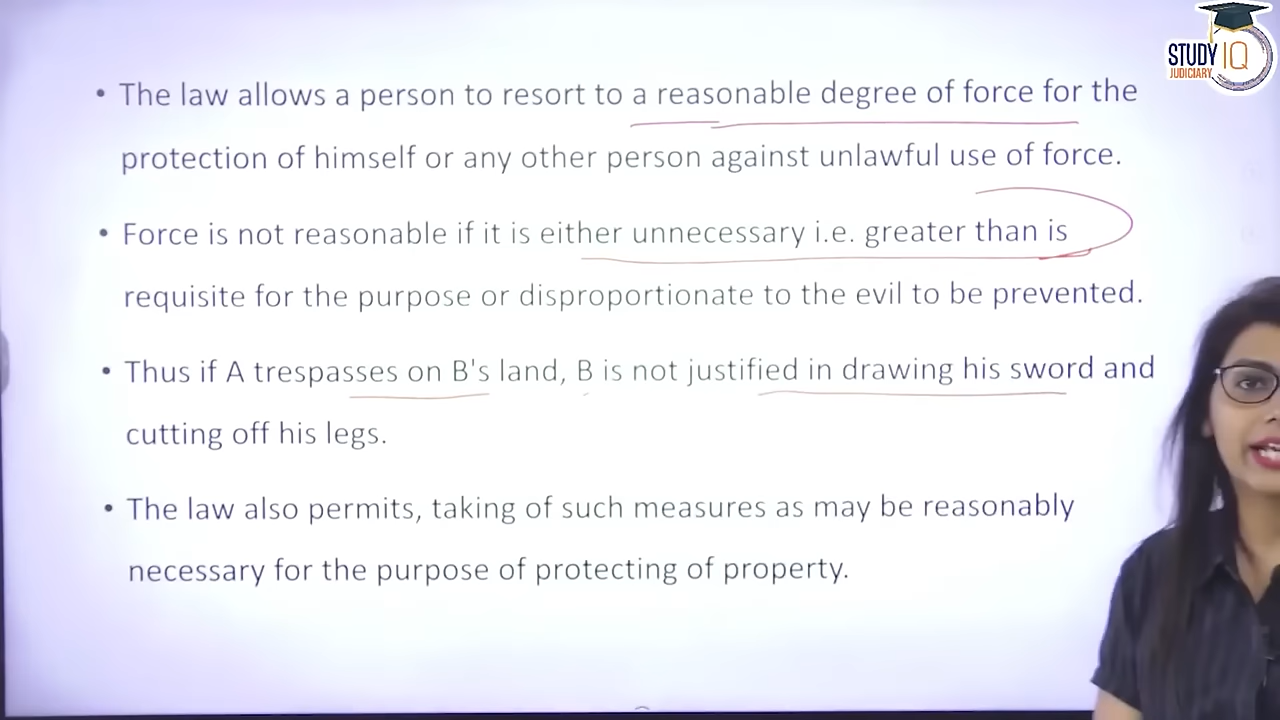 STUDY IQ
JUDICIARY
• The law allows a person to resort to a reasonable degree of force for the
protection of himself or any other person against unlawful use of force.
• Force is not reasonable if it is either unnecessary i.e. greater than is
requisite for the purpose or disproportionate to the evil to be prevented.
• Thus if A trespasses on B's land, B is not justified in drawing his sword and
cutting off his legs.
• The law also permits, taking of such measures as may be reasonably
necessary for the purpose of protecting of property.